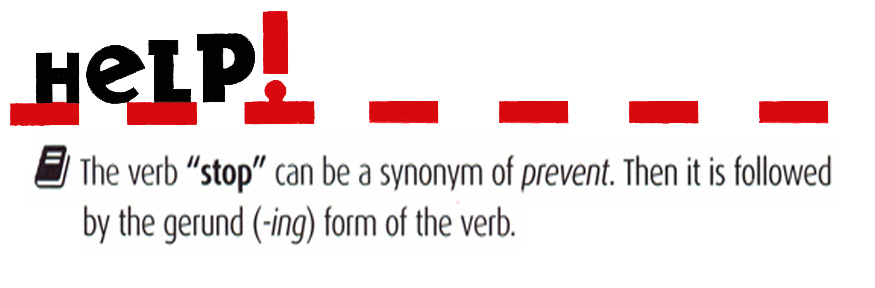 HeLP!
The verb "stop" can be a synonym of prevent. Then it is followed
by the gerund (-ing) form of the verb.